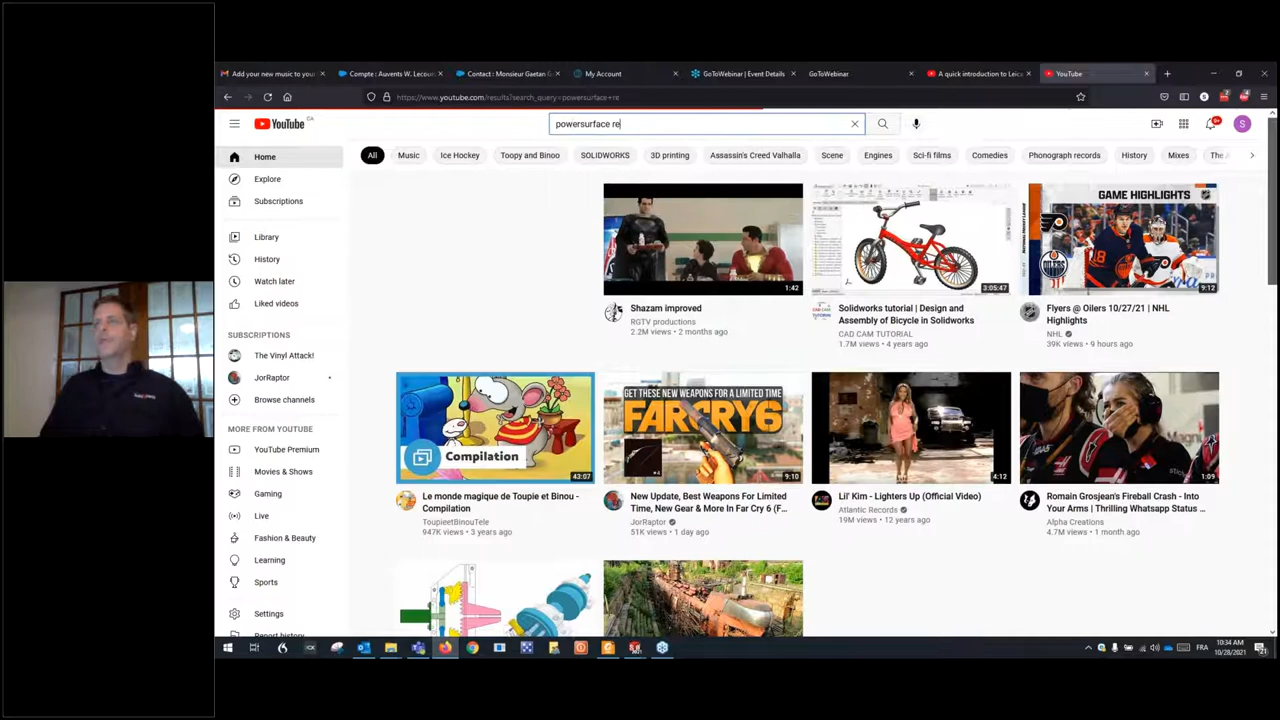 Add your new music to your
Compte : Auvents W. Lecours
Contact : Monsieur Gaetan G
My Account
GoToWebinar | Event Details
GoToWebinar
A quick introduction to Leica
YouTube
https://www.youtube.com/results?search_query=powersurface+re
YouTube CA
powersurface re
9+
S
Home
Explore
Subscriptions
Library
History
Watch later
Liked videos
SUBSCRIPTIONS
The Vinyl Attack!
JorRaptor
Browse channels
MORE FROM YOUTUBE
YouTube Premium
Movies & Shows
Gaming
Live
Fashion & Beauty
Learning
Sports
Settings
Report history
All
Music
Ice Hockey
Toopy and Binoo
SOLIDWORKS
3D printing
Assassin's Creed Valhalla
Scene
Engines
Sci-fi films
Comedies
Phonograph records
History
Mixes
The
1:42
Shazam improved
RGTV productions
2.2M views • 2 months ago
3:05:47
Solidworks tutorial | Design and
Assembly of Bicycle in Solidworks
CAD CAM TUTORIAL
1.7M views • 4 years ago
GAME HIGHLIGHTS
9:12
Flyers @ Oilers 10/27/21 | NHL
Highlights
NHL
39K views • 9 hours ago
Compilation
43:07
Le monde magique de Toupie et Binou -
Compilation
ToupieetBinouTele
947K views • 3 years ago
GET THESE NEW WEAPONS FOR A LIMITED
TIME
FARCRY6
9:10
New Update, Best Weapons For Limited
Time, New Gear & More In Far Cry 6 (F...
JorRaptor
51K views • 1 day ago
4:12
Lil' Kim - Lighters Up (Official Video)
Atlantic Records
19M views • 12 years ago
1:09
Romain Grosjean's Fireball Crash - Into
Your Arms | Thrilling Whatsapp Status ...
Alpha Creations
4.7M views • 1 month ago
FRA
10:34 AM
10/28/2021
21